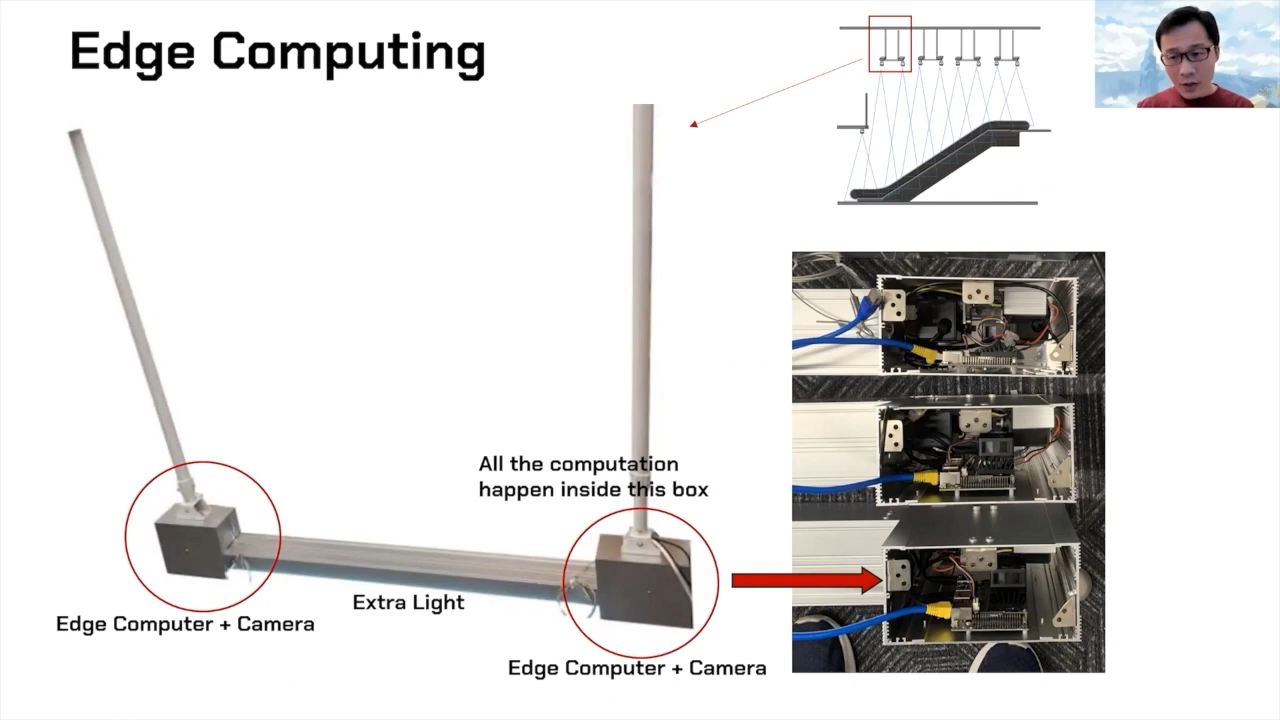 Edge Computing
All the computation
happen inside this box
Extra Light
Edge Computer + Camera
Edge Computer + Camera